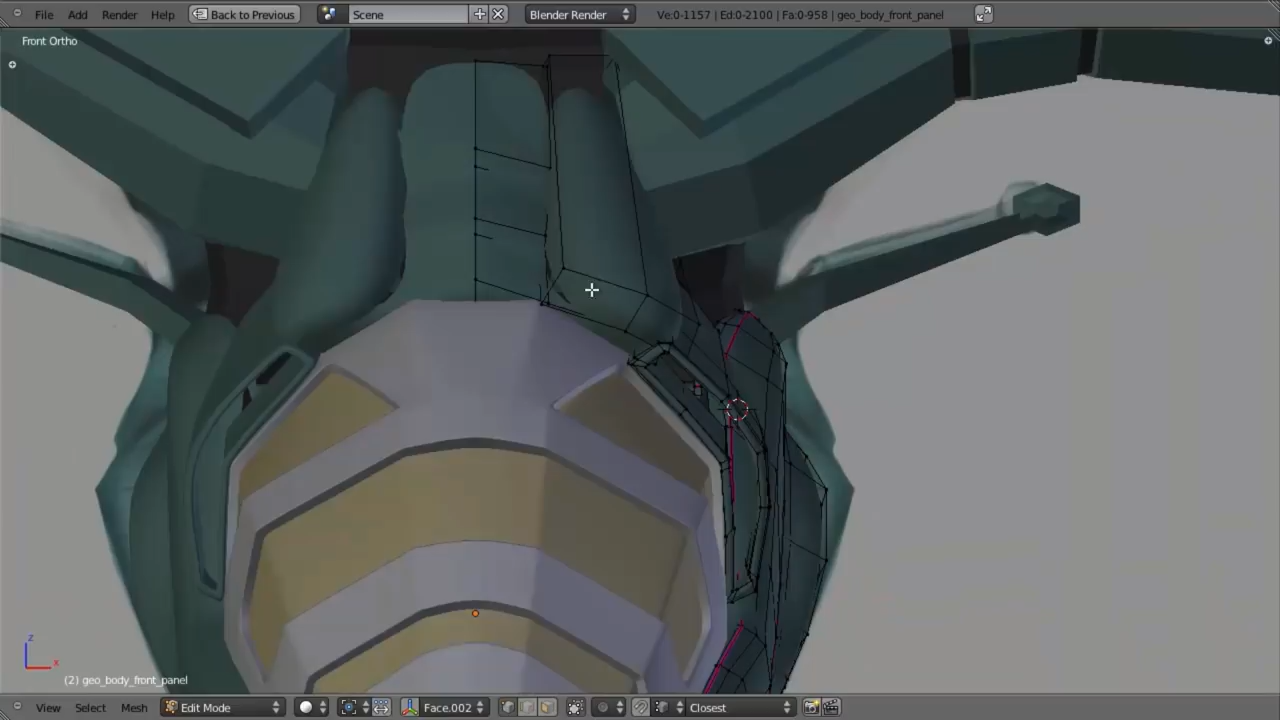 File Add Render Help Back to Previous Scene Blender Render Ve:0-1157 | Ed:0-2100 | Fa:0-958 | geo_body_front_panel
Front Ortho
z
x
(2) geo_body_front_panel
View Select Mesh Edit Mode Face.002 Closest